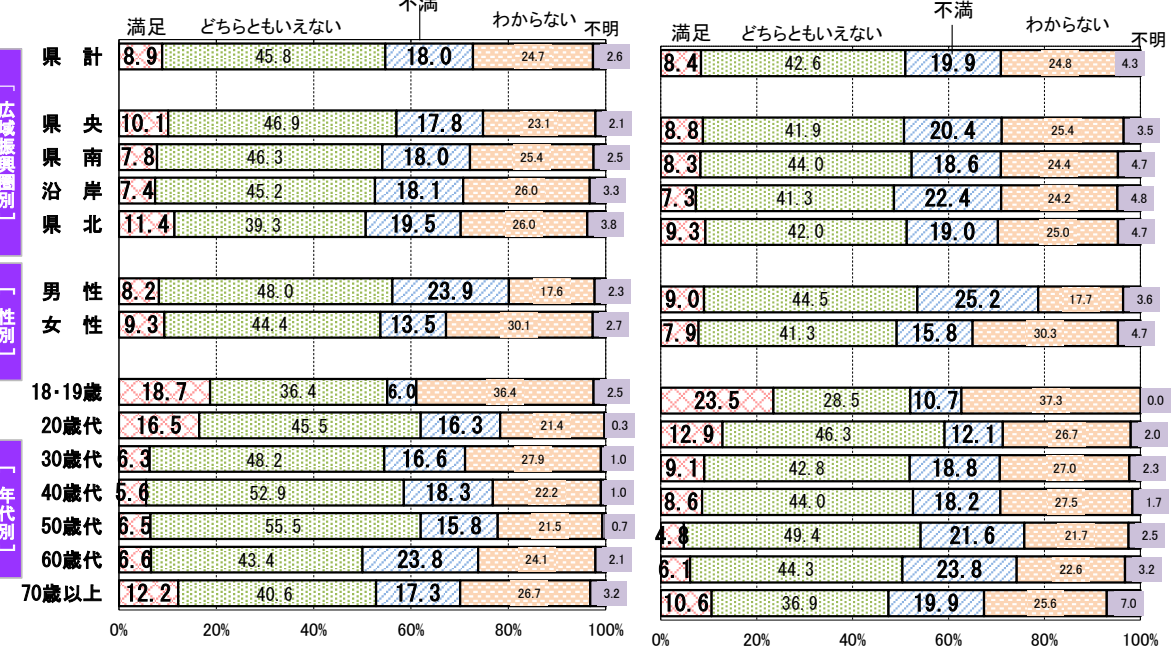 満足 どちらともいえない 不満 わからない 不明
満足 どちらともいえない 不満 わからない 不明
県 計 8.9 45.8 18.0 24.7 2.6
8.4 42.6 19.9 24.8 4.3
[広域振興圏別]
県 央 10.1 46.9 17.8 23.1 2.1
8.8 41.9 20.4 25.4 3.5
県 南 7.8 46.3 18.0 25.4 2.5
8.3 44.0 18.6 24.4 4.7
沿 岸 7.4 45.2 18.1 26.0 3.3
7.3 41.3 22.4 24.2 4.8
県 北 11.4 39.3 19.5 26.0 3.8
9.3 42.0 19.0 25.0 4.7
[性別]
男 性 8.2 48.0 23.9 17.6 2.3
9.0 44.5 25.2 17.7 3.6
女 性 9.3 44.4 13.5 30.1 2.7
7.9 41.3 15.8 30.3 4.7
[年代別]
18・19歳 18.7 36.4 6.0 36.4 2.5
23.5 28.5 10.7 37.3 0.0
20歳代 16.5 45.5 16.3 21.4 0.3
12.9 46.3 12.1 26.7 2.0
30歳代 6.3 48.2 16.6 27.9 1.0
9.1 42.8 18.8 27.0 2.3
40歳代 5.6 52.9 18.3 22.2 1.0
8.6 44.0 18.2 27.5 1.7
50歳代 6.5 55.5 15.8 21.5 0.7
4.8 49.4 21.6 21.7 2.5
60歳代 6.6 43.4 23.8 24.1 2.1
6.1 44.3 23.8 22.6 3.2
70歳以上 12.2 40.6 17.3 26.7 3.2
10.6 36.9 19.9 25.6 7.0
0% 20% 40% 60% 80% 100%
0% 20% 40% 60% 80% 100%